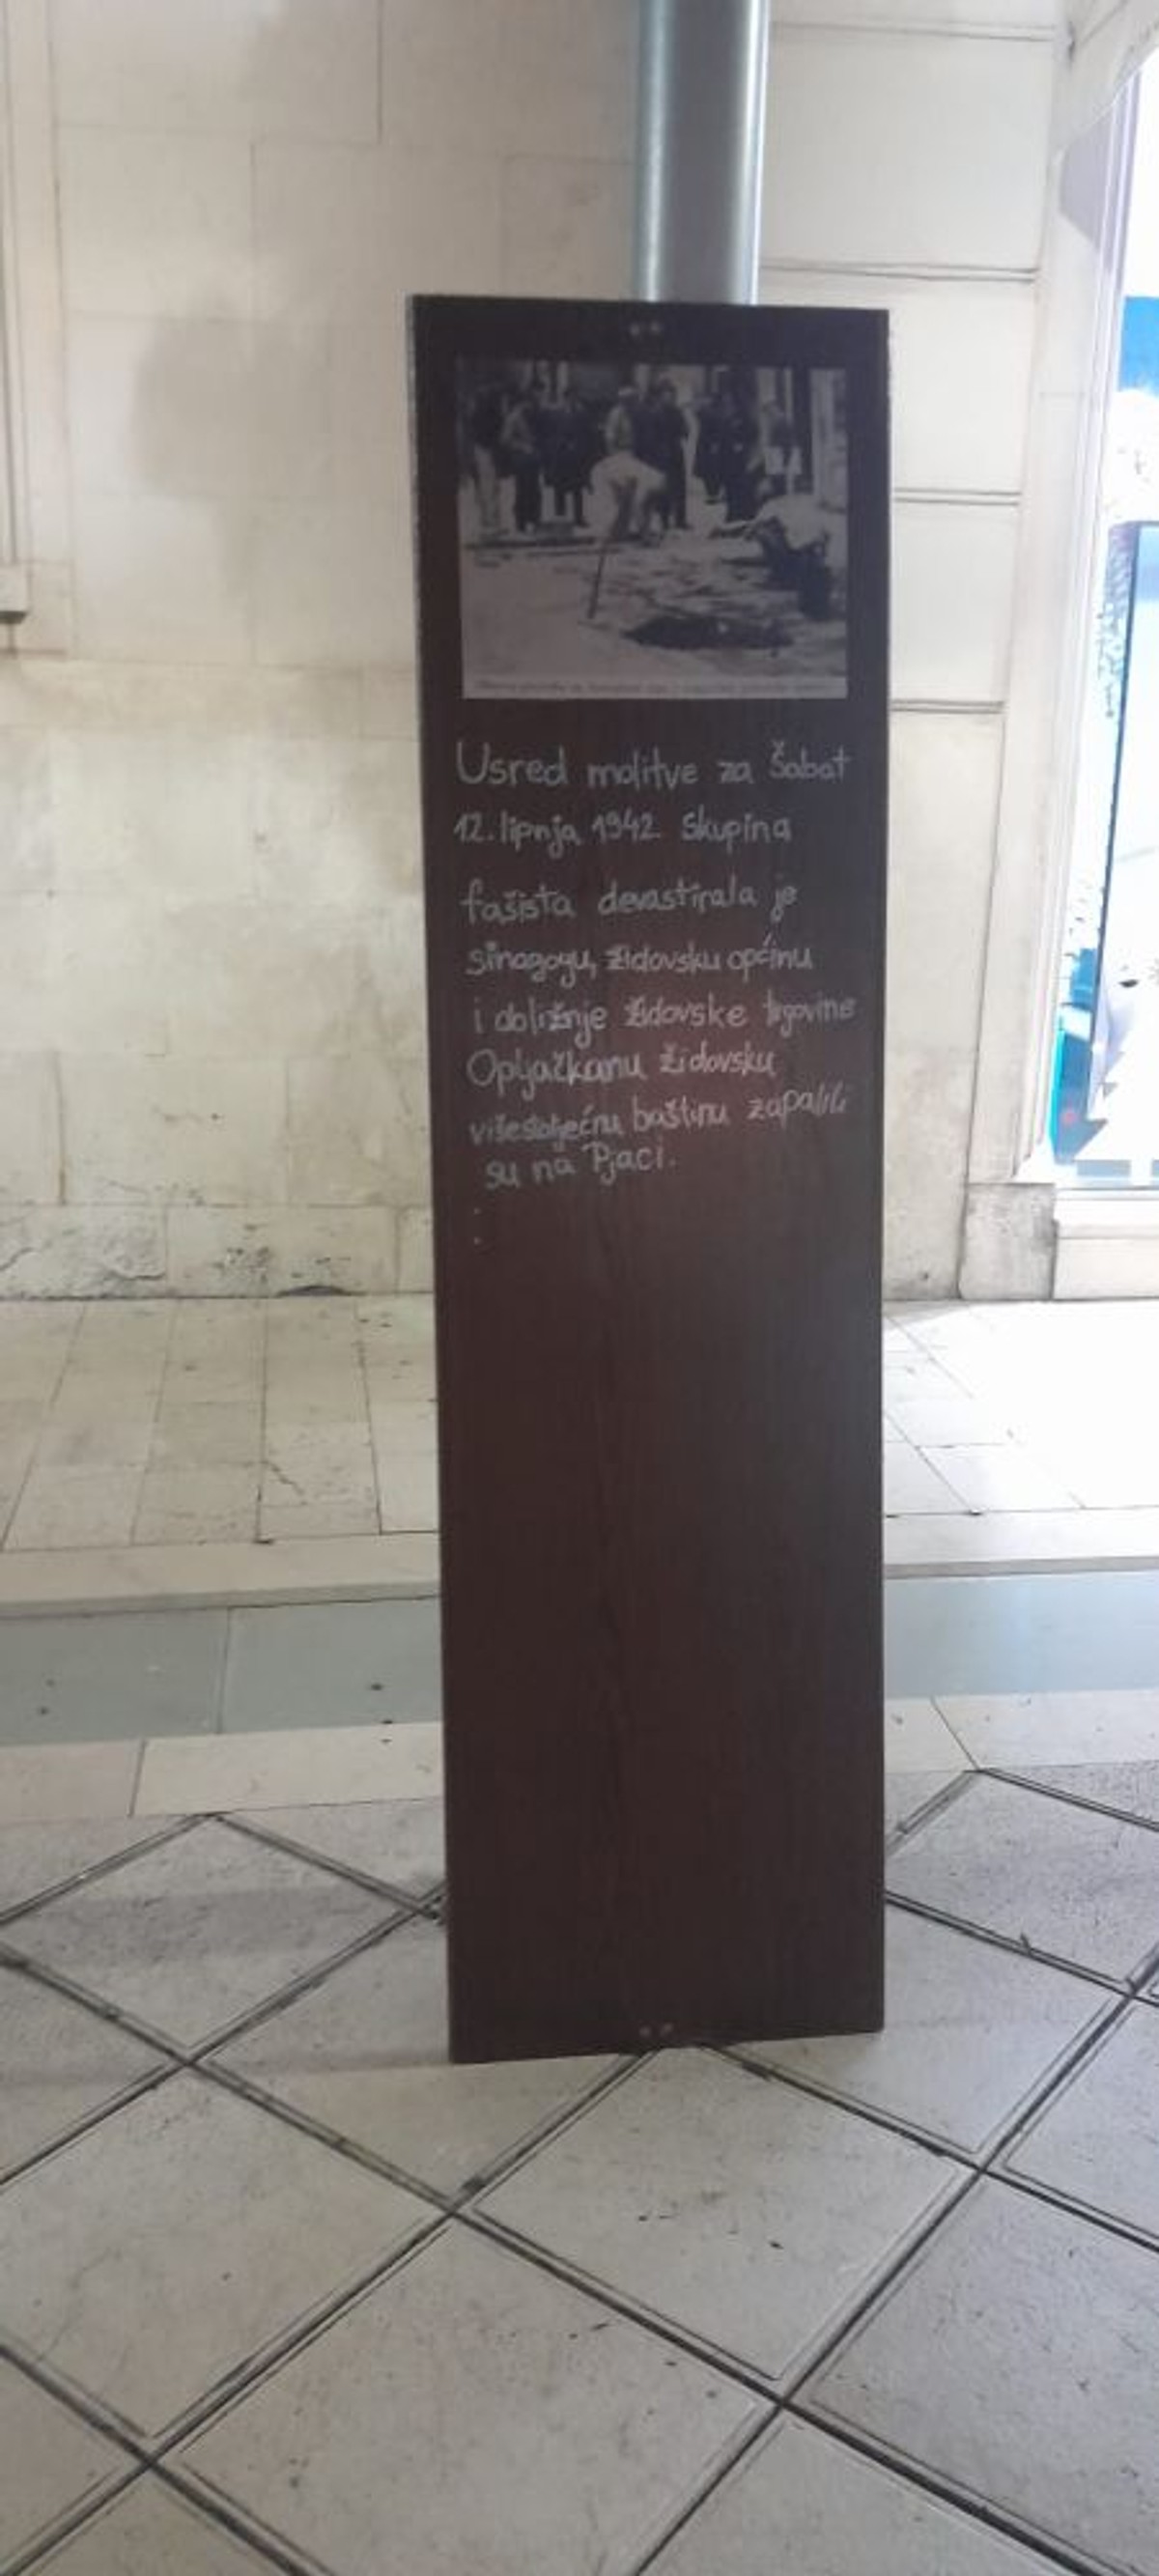 Usred molitve za Šabat
12. lipnja 1942 skupina
fašista devastirala je
sinagogu, židovsku općinu
i obližnje židovske trgovine
Opljačkanu židovsku
višestoljećnu baštinu zapalili
su na Pjaci.